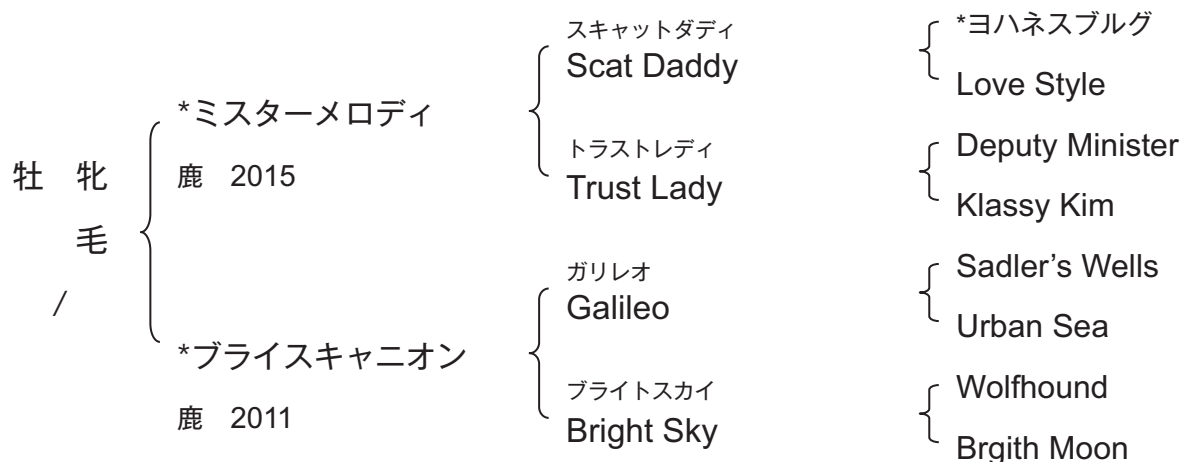 牡 牝
毛
/
*ミスターメロディ
鹿 2015
*ブライスキャニオン
鹿 2011
スキャットダディ
Scat Daddy
トラストレディ
Trust Lady
ガリレオ
Galileo
ブライトスカイ
Bright Sky
*ヨハネスブルグ
Love Style
Deputy Minister
Klassy Kim
Sadler’s Wells
Urban Sea
Wolfhound
Brgith Moon